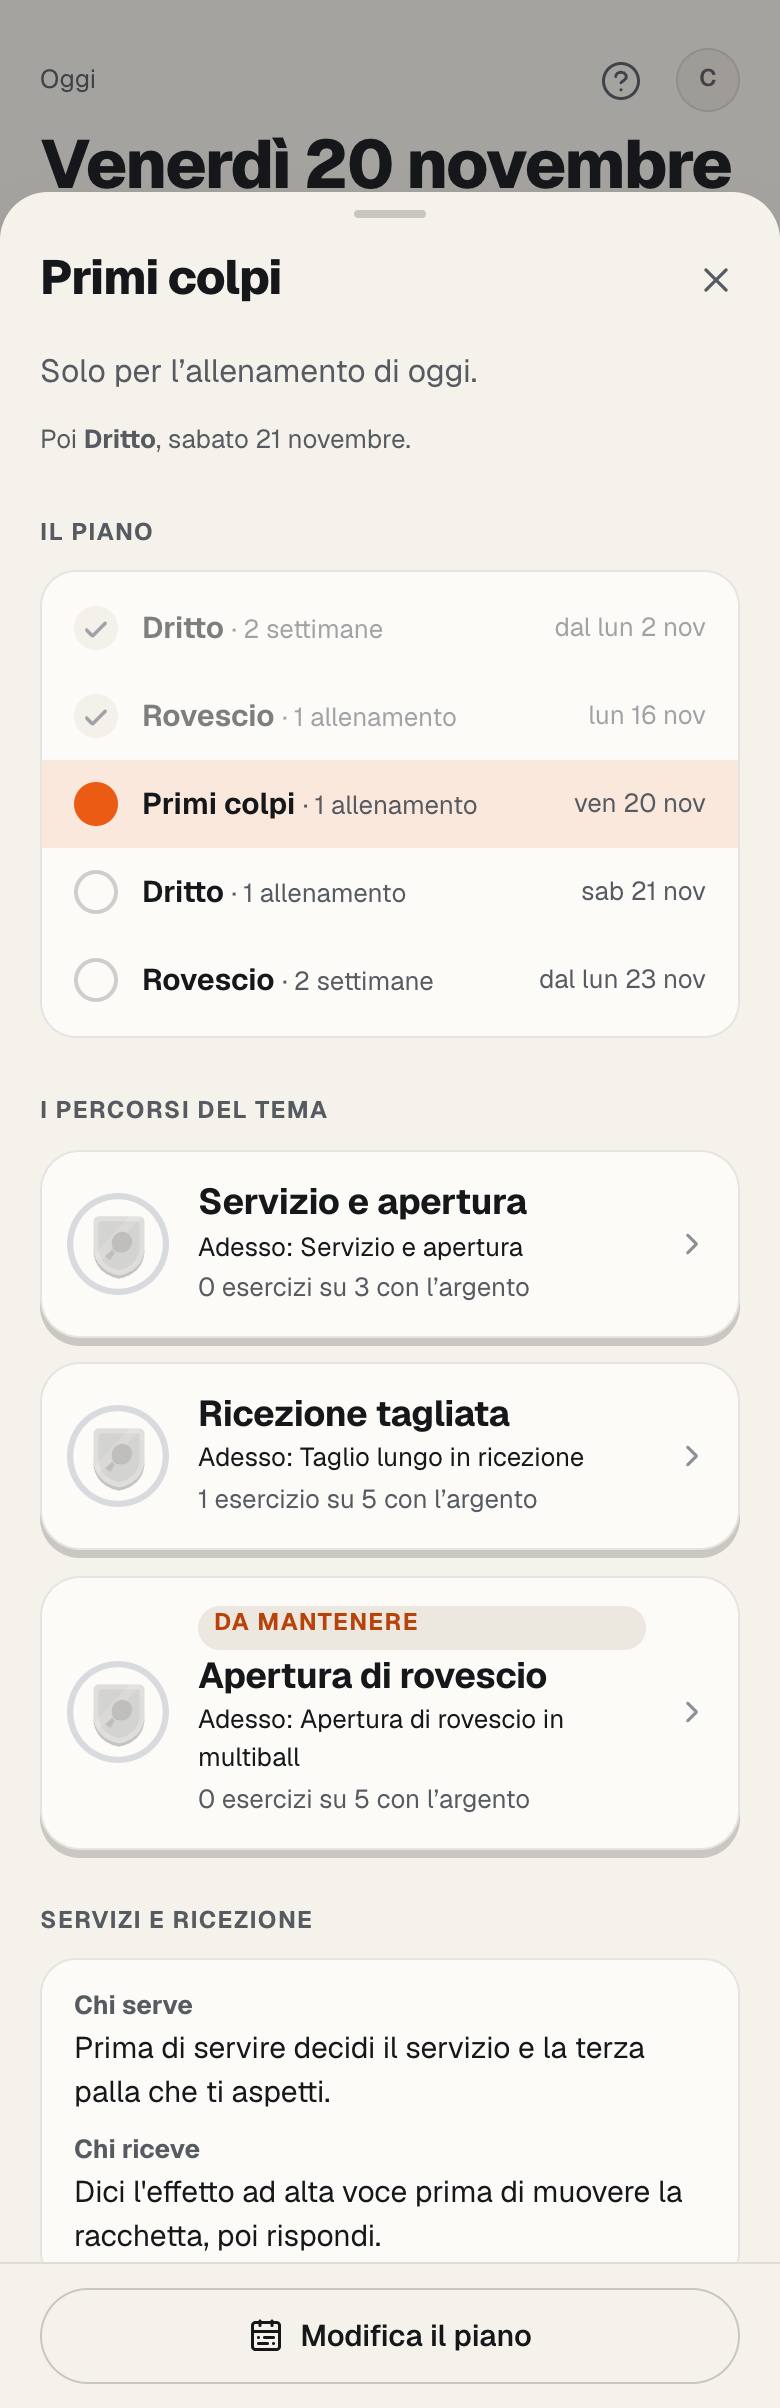 Oggi
C
Venerdì 20 novembre
Primi colpi
Solo per l’allenamento di oggi.
Poi Dritto, sabato 21 novembre.
IL PIANO
Dritto · 2 settimane dal lun 2 nov
Rovescio · 1 allenamento lun 16 nov
Primi colpi · 1 allenamento ven 20 nov
Dritto · 1 allenamento sab 21 nov
Rovescio · 2 settimane dal lun 23 nov
I PERCORSI DEL TEMA
Servizio e apertura
Adesso: Servizio e apertura
0 esercizi su 3 con l’argento
Ricezione tagliata
Adesso: Taglio lungo in ricezione
1 esercizio su 5 con l’argento
DA MANTENERE
Apertura di rovescio
Adesso: Apertura di rovescio in
multiball
0 esercizi su 5 con l’argento
SERVIZI E RICEZIONE
Chi serve
Prima di servire decidi il servizio e la terza
palla che ti aspetti.
Chi riceve
Dici l'effetto ad alta voce prima di muovere la
racchetta, poi rispondi.
Modifica il piano